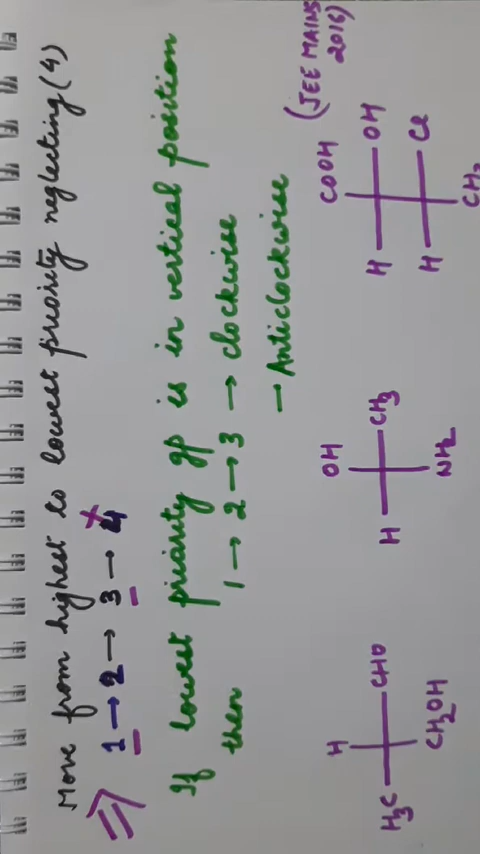 Move from highest to lowest priority neglecting (4)
1 → 2 → 3 → 4
If lowest priority gp is in vertical position
then 1 → 2 → 3 → clockwise
→ Anticlockwise
(JEE MAINS 2016)
H
H3C CHO
CH2OH
OH
H CH3
NH2
COOH
H OH
H Cl
CH3